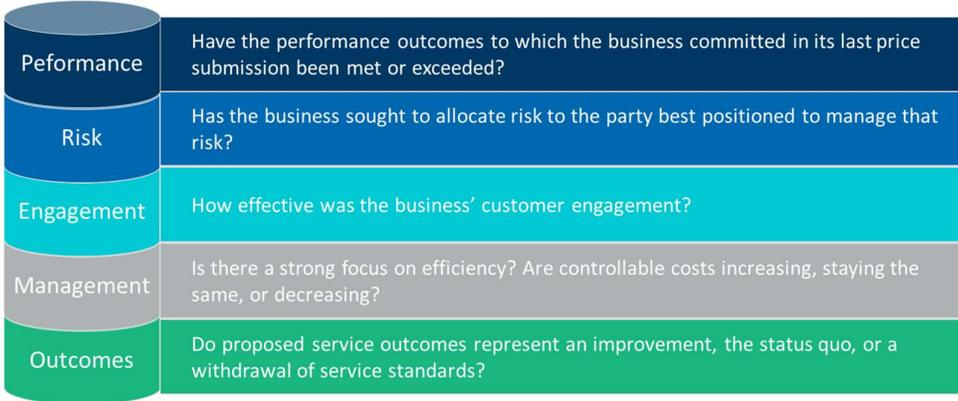 Peformance
Have the performance outcomes to which the business committed in its last price
submission been met or exceeded?
Risk
Has the business sought to allocate risk to the party best positioned to manage that
risk?
Engagement
How effective was the business’ customer engagement?
Management
Is there a strong focus on efficiency? Are controllable costs increasing, staying the
same, or decreasing?
Outcomes
Do proposed service outcomes represent an improvement, the status quo, or a
withdrawal of service standards?